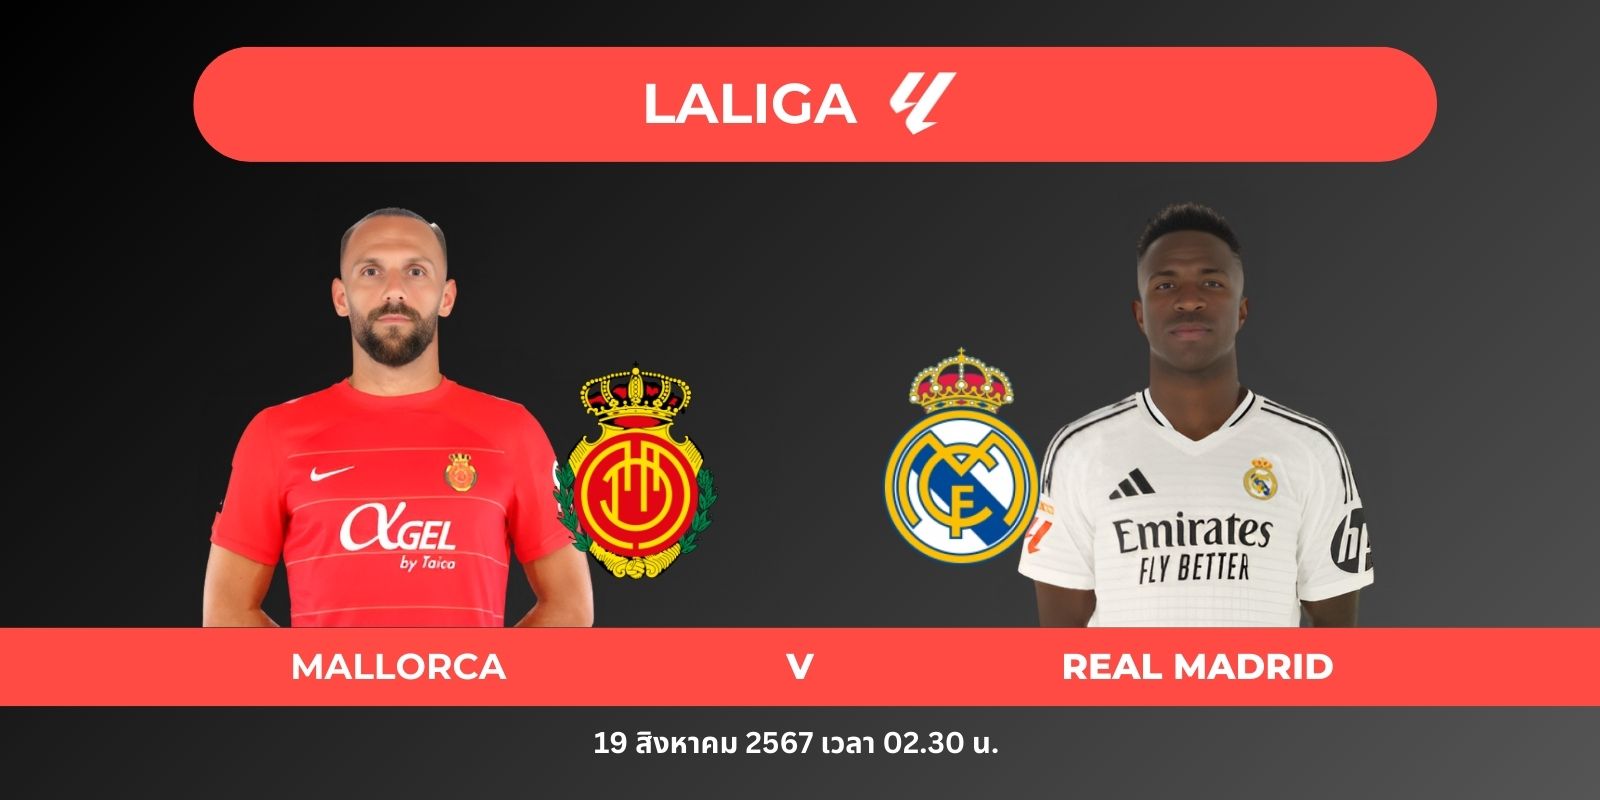 LALIGA
αGEL
by Taica
Emirates
FLY BETTER
hp
MALLORCA V REAL MADRID
19 สิงหาคม 2567 เวลา 02.30 น.